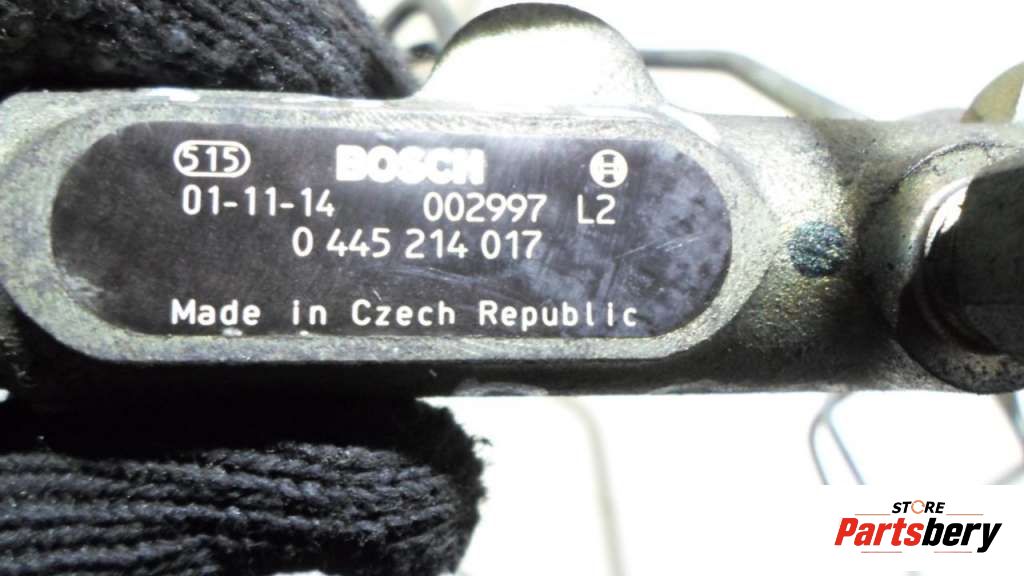 515 BOSCH
01-11-14 002997 L2
0 445 214 017
Made in Czech Republic
STORE
Partsbery